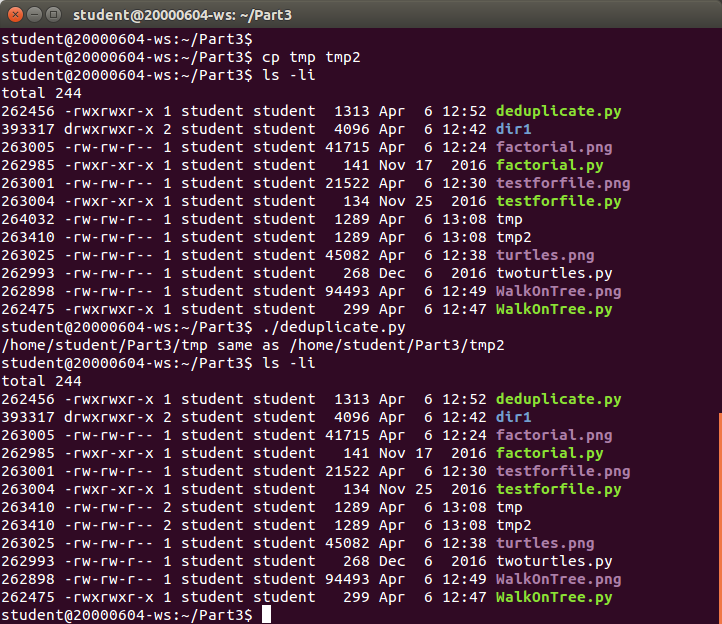 student@20000604-ws: ~/Part3
student@20000604-ws:~/Part3$
student@20000604-ws:~/Part3$ cp tmp tmp2
student@20000604-ws:~/Part3$ ls -li
total 244
262456 -rwxrwxr-x 1 student student  1313 Apr  6 12:52 deduplicate.py
393317 drwxrwxr-x 2 student student  4096 Apr  6 12:42 dir1
263005 -rw-rw-r-- 1 student student 41715 Apr  6 12:24 factorial.png
262985 -rwxr-xr-x 1 student student   141 Nov 17  2016 factorial.py
263001 -rw-rw-r-- 1 student student 21522 Apr  6 12:30 testforfile.png
263004 -rwxr-xr-x 1 student student   134 Nov 25  2016 testforfile.py
264032 -rw-rw-r-- 1 student student  1289 Apr  6 13:08 tmp
263410 -rw-rw-r-- 1 student student  1289 Apr  6 13:08 tmp2
263025 -rw-rw-r-- 1 student student 45082 Apr  6 12:38 turtles.png
262993 -rw-rw-r-- 1 student student   268 Dec  6  2016 twoturtles.py
262898 -rw-rw-r-- 1 student student 94493 Apr  6 12:49 WalkOnTree.png
262475 -rwxrwxr-x 1 student student   299 Apr  6 12:47 WalkOnTree.py
student@20000604-ws:~/Part3$ ./deduplicate.py
/home/student/Part3/tmp same as /home/student/Part3/tmp2
student@20000604-ws:~/Part3$ ls -li
total 244
262456 -rwxrwxr-x 1 student student  1313 Apr  6 12:52 deduplicate.py
393317 drwxrwxr-x 2 student student  4096 Apr  6 12:42 dir1
263005 -rw-rw-r-- 1 student student 41715 Apr  6 12:24 factorial.png
262985 -rwxr-xr-x 1 student student   141 Nov 17  2016 factorial.py
263001 -rw-rw-r-- 1 student student 21522 Apr  6 12:30 testforfile.png
263004 -rwxr-xr-x 1 student student   134 Nov 25  2016 testforfile.py
263410 -rw-rw-r-- 2 student student  1289 Apr  6 13:08 tmp
263410 -rw-rw-r-- 2 student student  1289 Apr  6 13:08 tmp2
263025 -rw-rw-r-- 1 student student 45082 Apr  6 12:38 turtles.png
262993 -rw-rw-r-- 1 student student   268 Dec  6  2016 twoturtles.py
262898 -rw-rw-r-- 1 student student 94493 Apr  6 12:49 WalkOnTree.png
262475 -rwxrwxr-x 1 student student   299 Apr  6 12:47 WalkOnTree.py
student@20000604-ws:~/Part3$